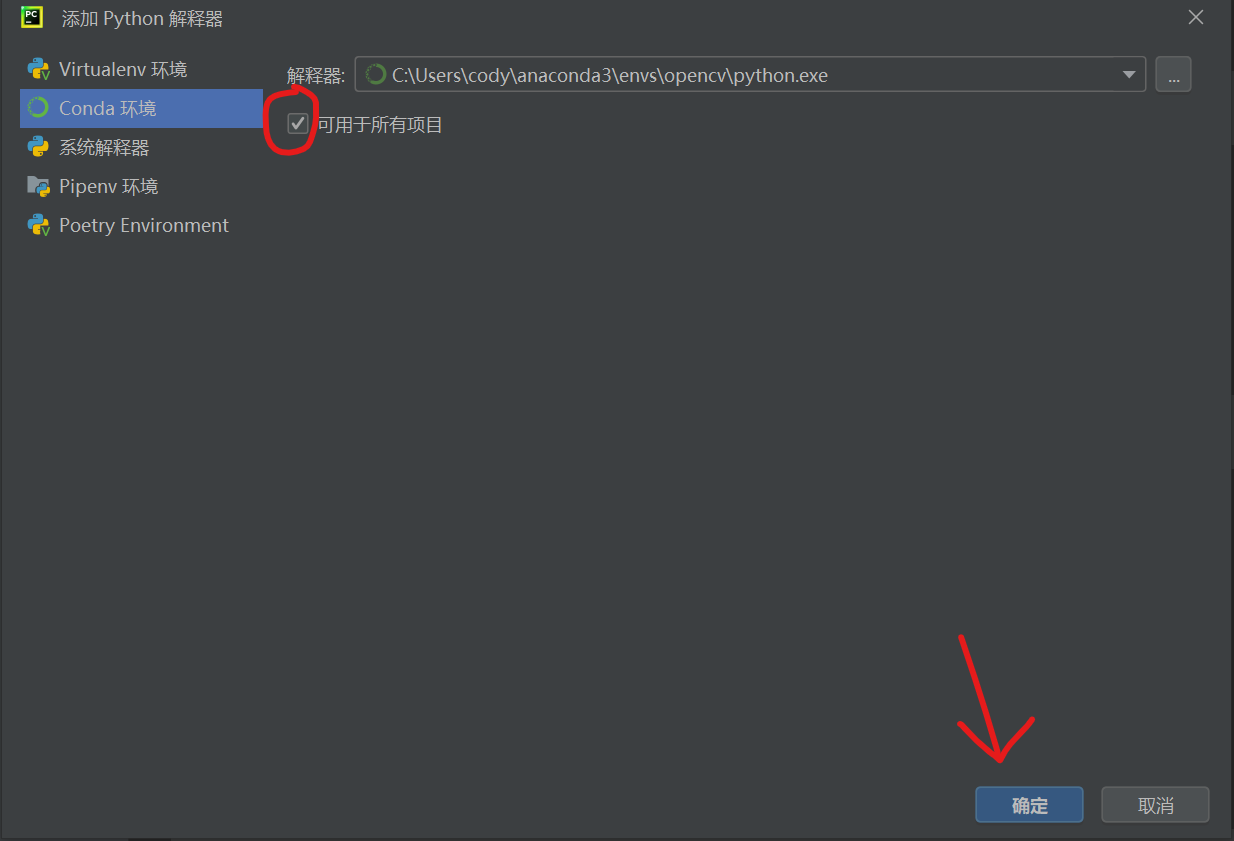 PC
添加 Python 解释器
Virtualenv 环境
Conda 环境
系统解释器
Pipenv 环境
Poetry Environment
解释器: C:\Users\cody\anaconda3\envs\opencv\python.exe
...
可用于所有项目
确定
取消